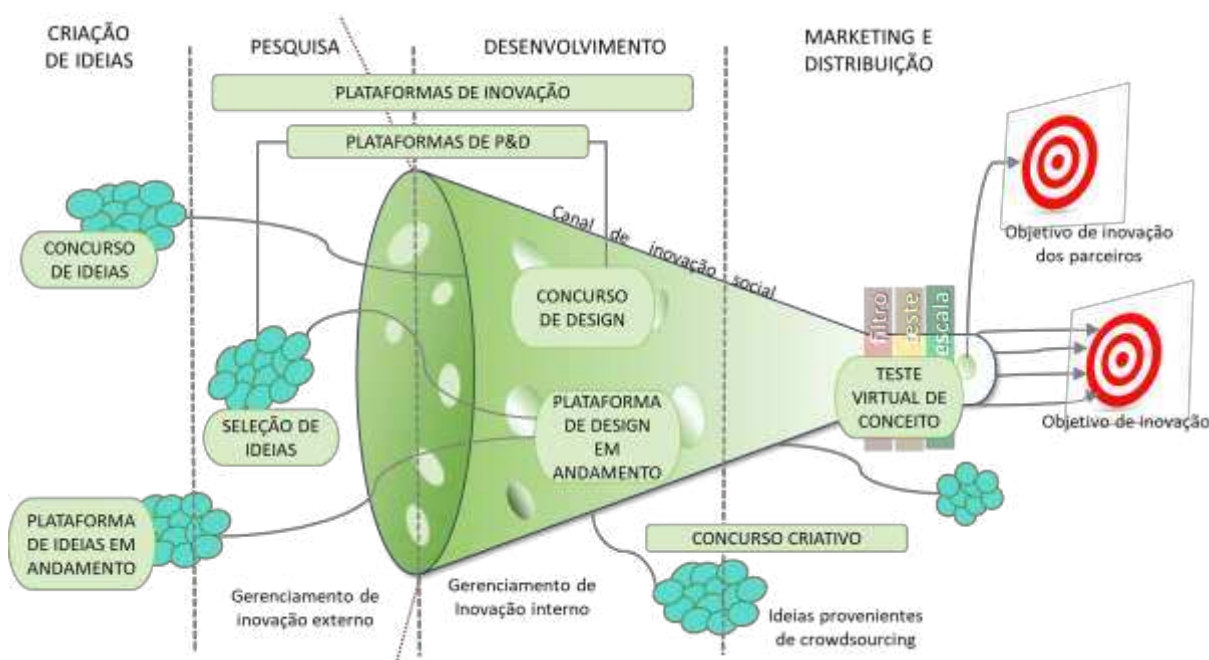 CRIAÇÃO
DE IDEIAS
PESQUISA
DESENVOLVIMENTO
MARKETING E
DISTRIBUIÇÃO
PLATAFORMAS DE INOVAÇÃO
PLATAFORMAS DE P&D
CONCURSO
DE IDEIAS
Canal de inovação social
CONCURSO
DE DESIGN
Objetivo de inovação
dos parceiros
filtro
teste
escala
TESTE
VIRTUAL DE
CONCEITO
SELEÇÃO DE
IDEIAS
PLATAFORMA
DE DESIGN
EM
ANDAMENTO
Objetivo de inovação
PLATAFORMA
DE IDEIAS EM
ANDAMENTO
CONCURSO CRIATIVO
Gerenciamento de
inovação externo
Gerenciamento de
Inovação interno
Ideias provenientes
de crowdsourcing